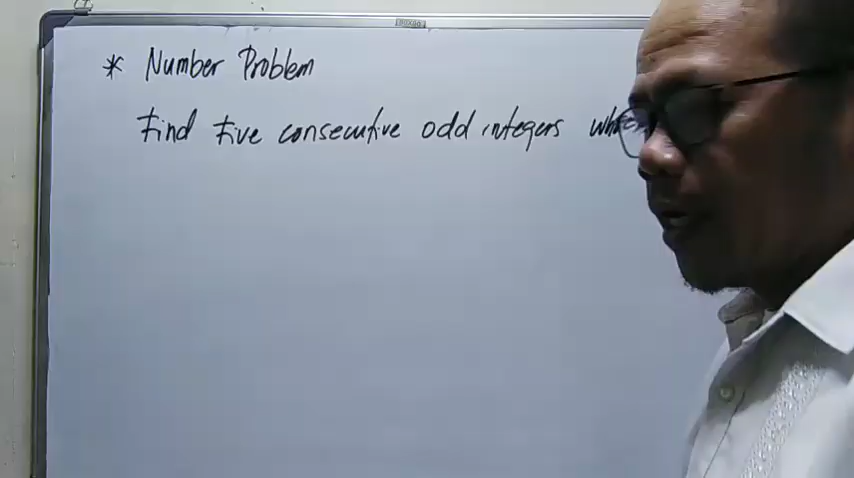 * Number Problem
Find Five consecutive odd integers